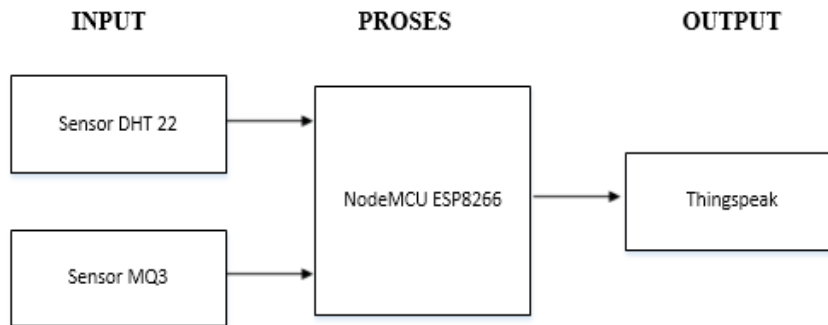 INPUT
PROSES
OUTPUT
Sensor DHT 22
NodeMCU ESP8266
Thingspeak
Sensor MQ3